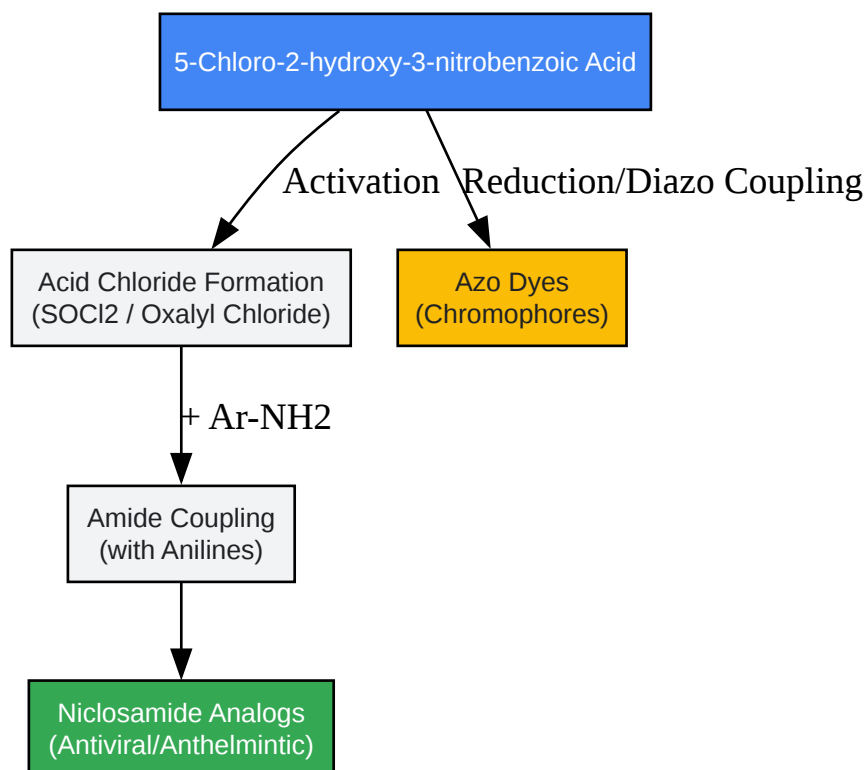 5-Chloro-2-hydroxy-3-nitrobenzoic Acid
Activation
Reduction/Diazo Coupling
Acid Chloride Formation
(SOCl2 / Oxalyl Chloride)
Azo Dyes
(Chromophores)
+ Ar-NH2
Amide Coupling
(with Anilines)
Niclosamide Analogs
(Antiviral/Anthelmintic)